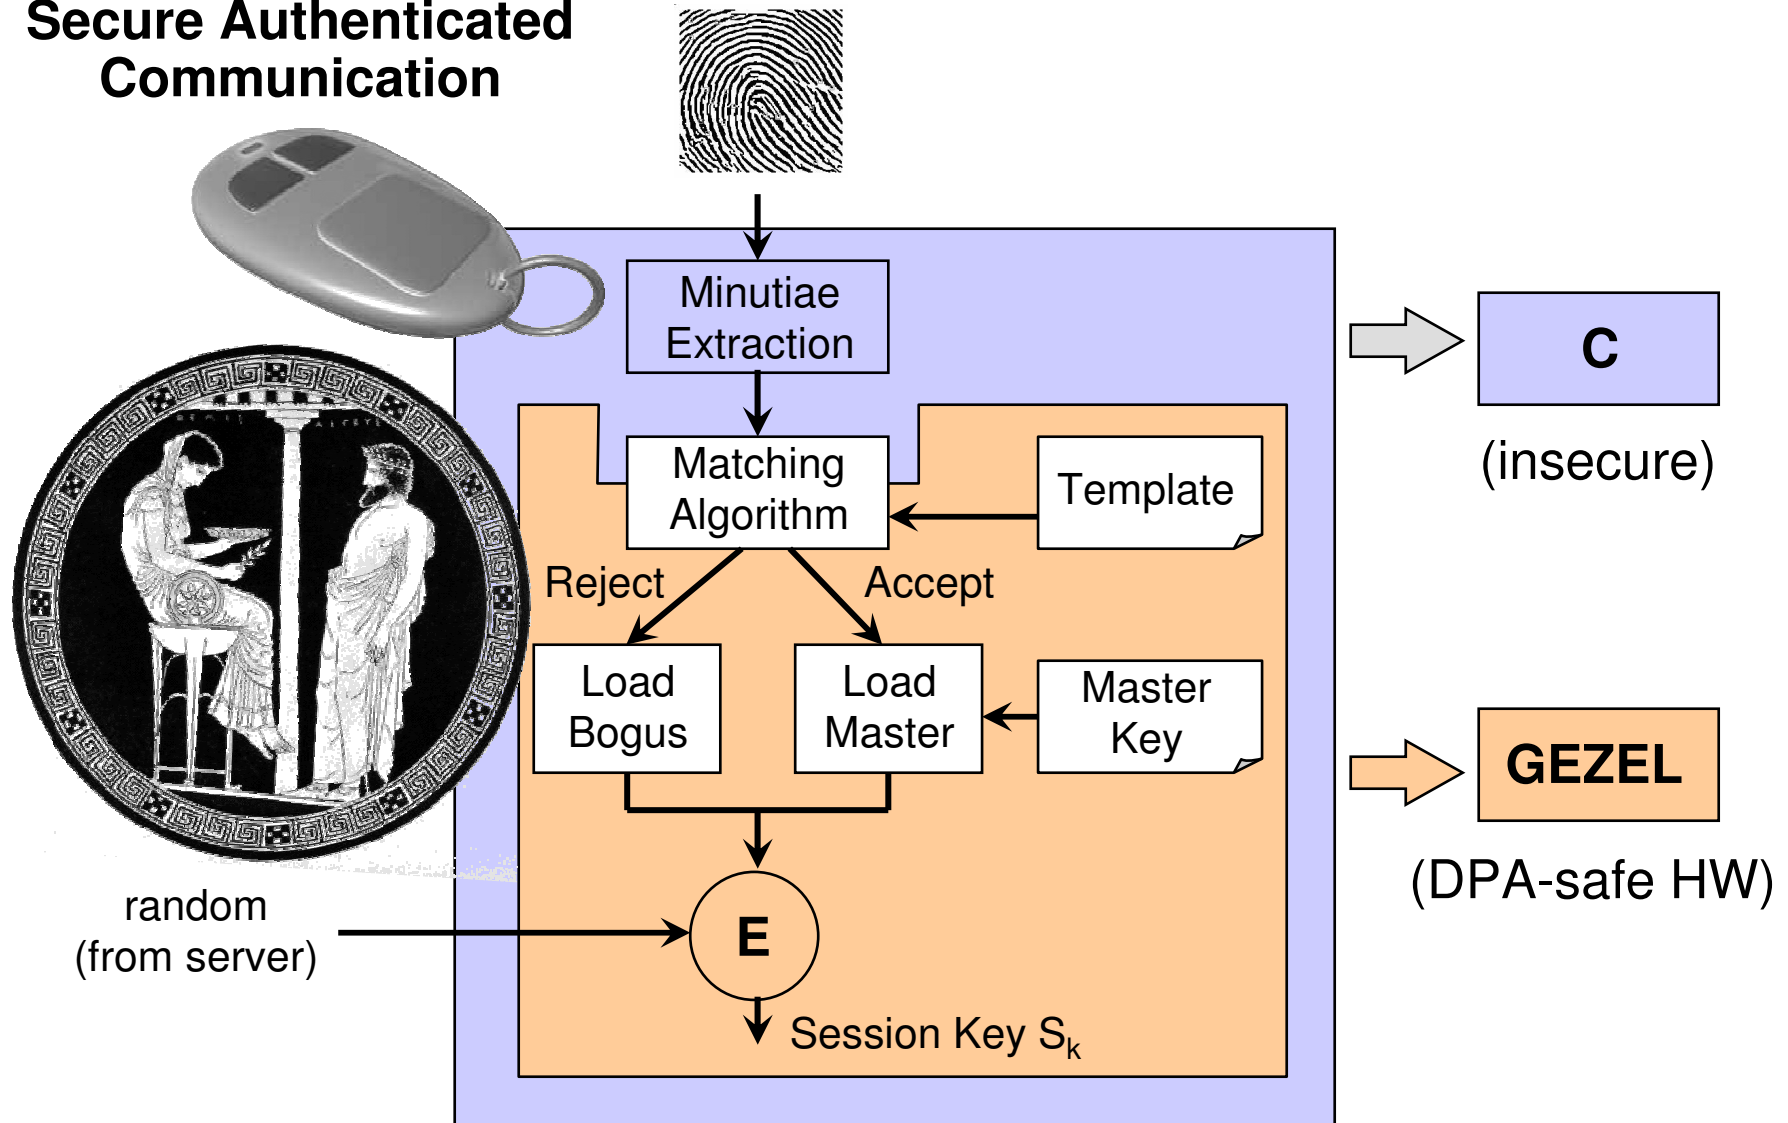 Secure Authenticated
Communication
Minutiae
Extraction
C
(insecure)
Matching
Algorithm
Template
Reject
Accept
Load
Bogus
Load
Master
Master
Key
GEZEL
(DPA-safe HW)
random
(from server)
E
Session Key Sk